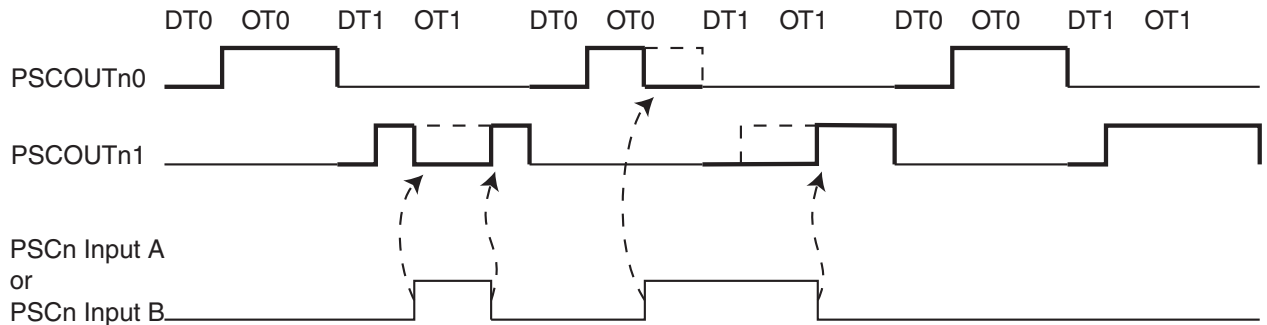 DT0 OT0 DT1 OT1 DT0 OT0 DT1 OT1 DT0 OT0 DT1 OT1
PSCOUTn0
PSCOUTn1
PSCn Input A
or
PSCn Input B